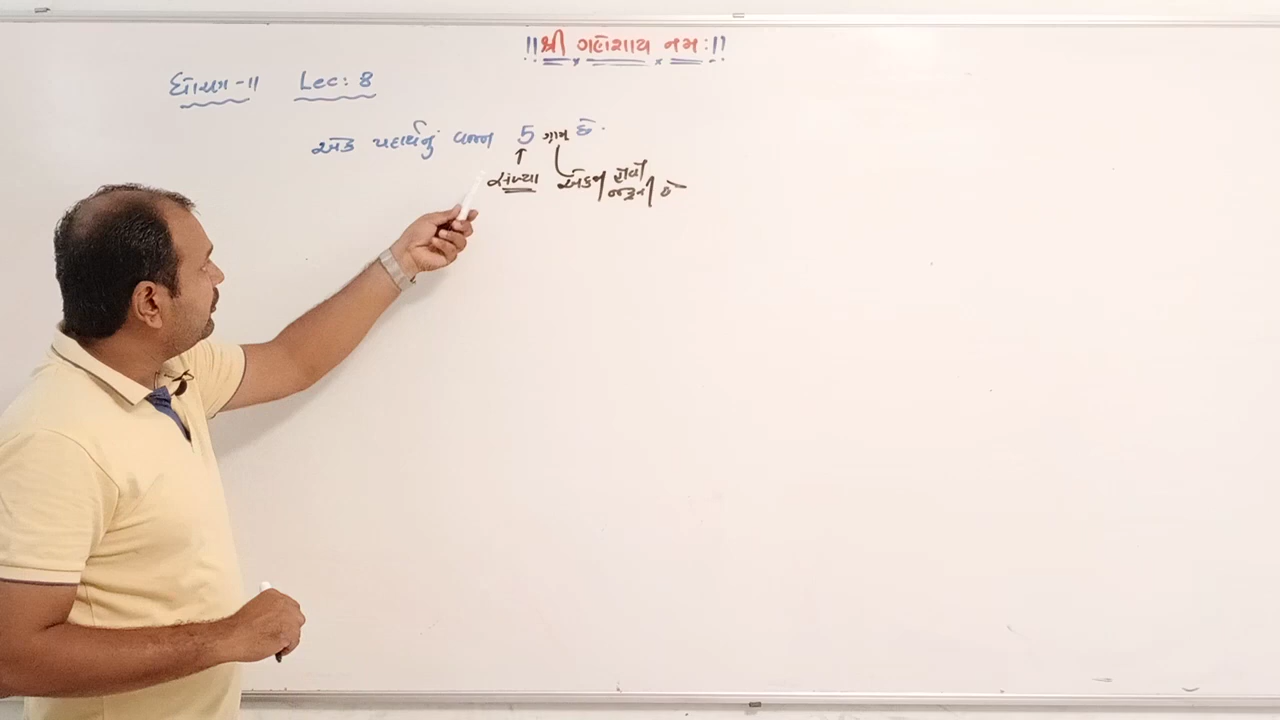 !! શ્રી ગણેશાય નમઃ !!
ધોરણ-11 Lec: 8
એક પદાર્થનું વજન 5 ગ્રામ છે.
સંખ્યા એકમ હોવો
જરૂરી છે